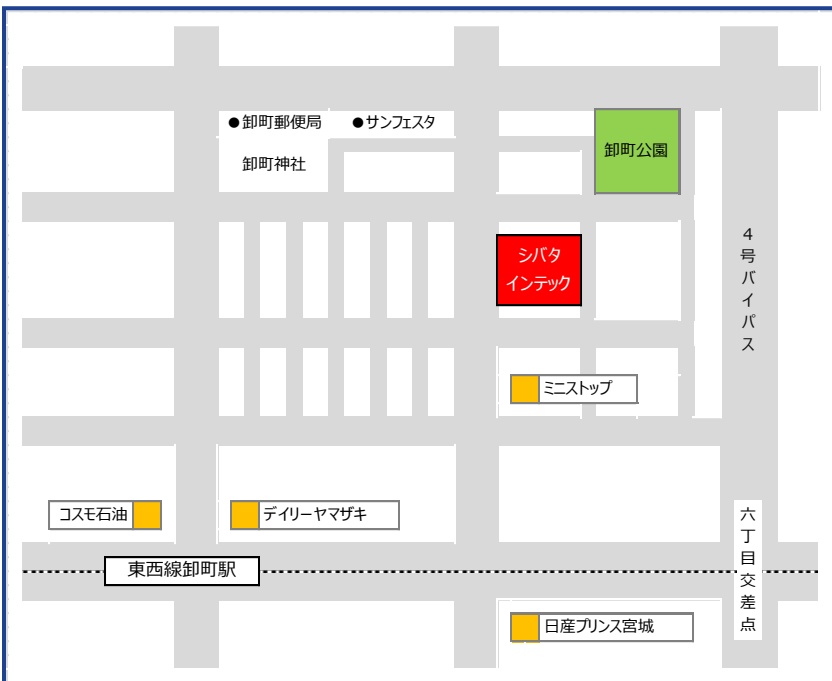 ●卸町郵便局
●サンフェスタ
卸町神社
卸町公園
シバタ
インテック
4号バイパス
ミニストップ
コスモ石油
デイリーヤマザキ
六丁目交差点
東西線卸町駅
日産プリンス宮城